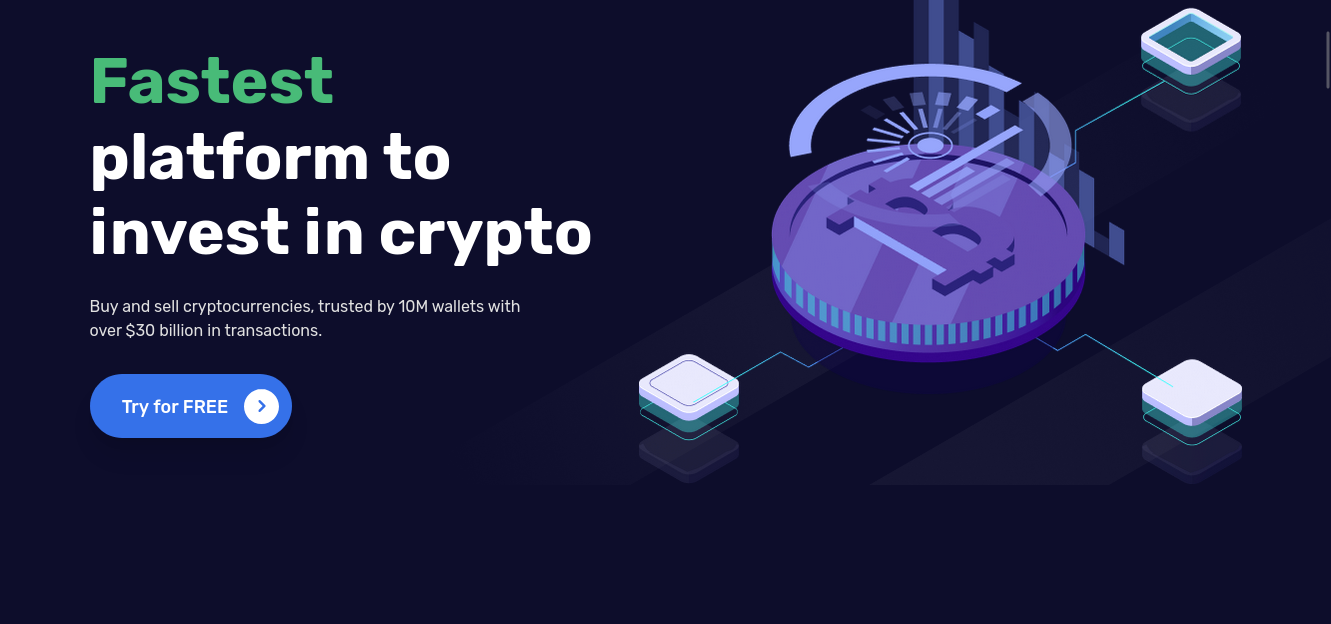 Fastest
platform to
invest in crypto
Buy and sell cryptocurrencies, trusted by 10M wallets with
over $30 billion in transactions.
Try for FREE